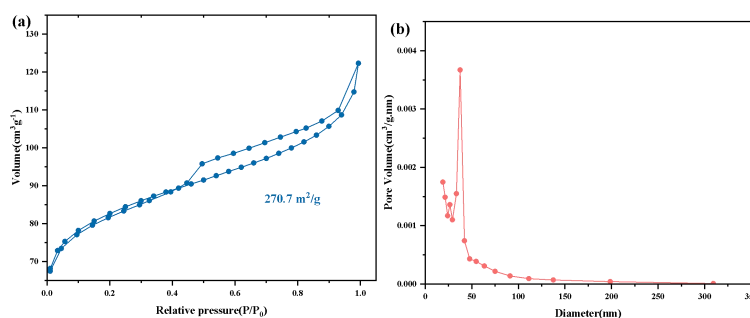 (a)
130
120
110
100
90
80
70
Volume(cm³g⁻¹)
270.7 m²/g
0.0 0.2 0.4 0.6 0.8 1.0
Relative pressure(P/P₀)
(b)
0.004
0.003
0.002
0.001
0.000
Pore Volume(cm³/g.nm)
0 50 100 150 200 250 300
Diameter(nm)